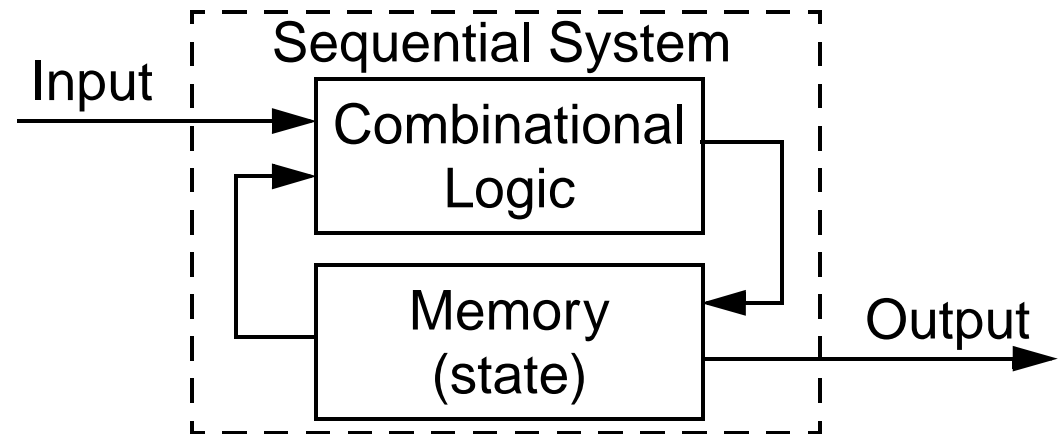 Sequential System
Input
Combinational
Logic
Memory
(state)
Output